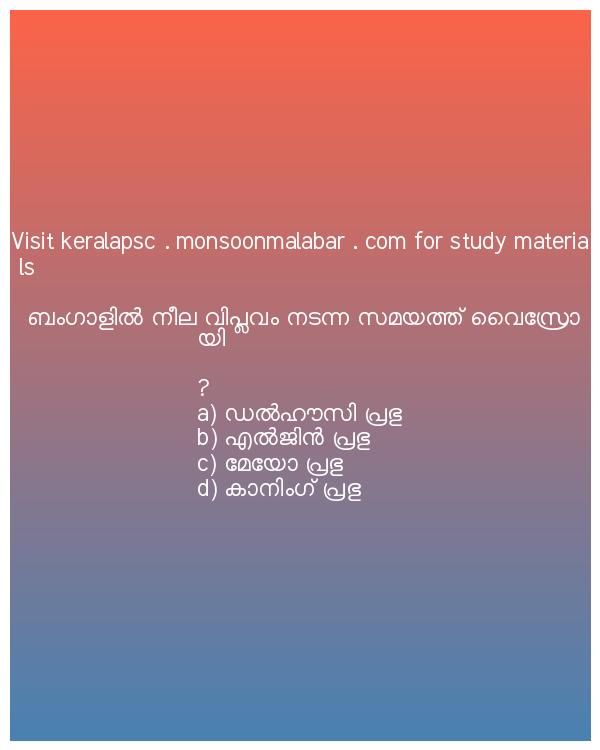 Visit keralapsc . monsoonmalabar . com for study materia
ls
ബംഗാളിൽ നീല വിപ്ലവം നടന്ന സമയത്ത് വൈസ്രോ
യി
?
a) ഡൽഹൗസി പ്രഭു
b) എൽജിൻ പ്രഭു
c) മേയോ പ്രഭു
d) കാനിംഗ് പ്രഭു